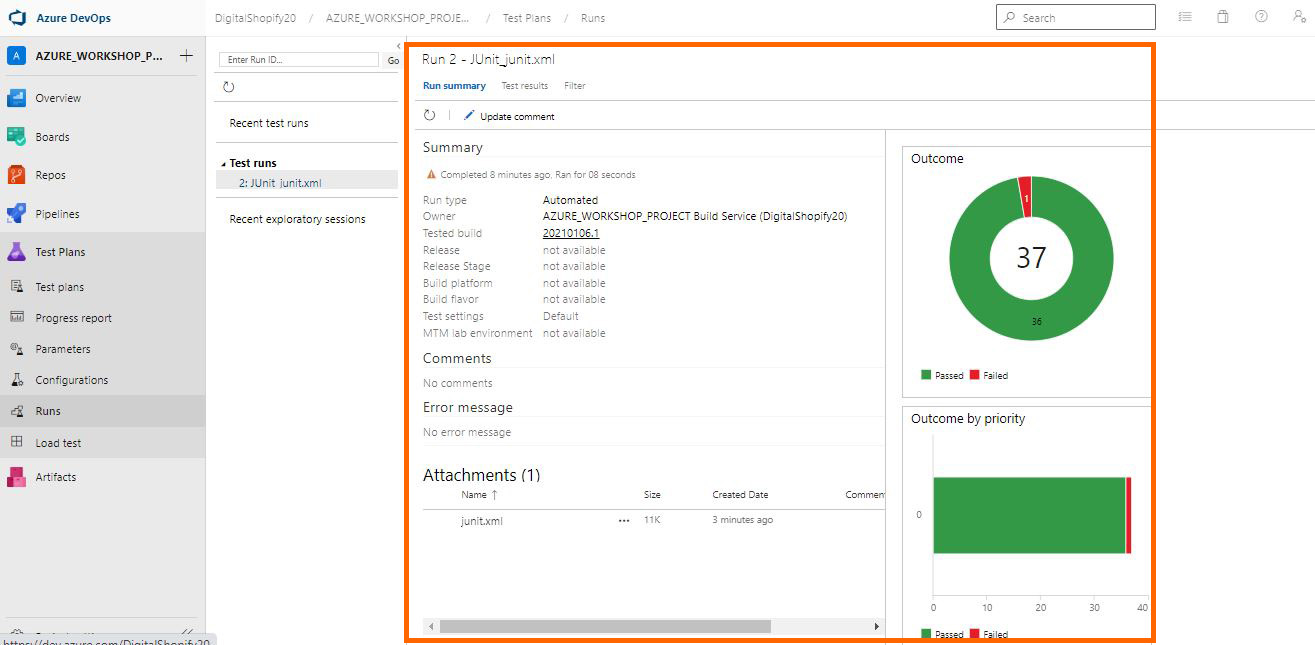 Azure DevOps
DigitalShopify20 / AZURE_WORKSHOP_PROJE... / Test Plans / Runs
Search
A AZURE_WORKSHOP_P... +
Overview
Boards
Repos
Pipelines
Test Plans
Test plans
Progress report
Parameters
Configurations
Runs
Load test
Artifacts
https://dev.azure.com/DigitalShopify20
Enter Run ID... Go
Recent test runs
Test runs
2: JUnit_junit.xml
Recent exploratory sessions
Run 2 - JUnit_junit.xml
Run summary Test results Filter
Update comment
Summary
Completed 8 minutes ago, Ran for 08 seconds
Run type Automated
Owner AZURE_WORKSHOP_PROJECT Build Service (DigitalShopify20)
Tested build 20210106.1
Release not available
Release Stage not available
Build platform not available
Build flavor not available
Test settings Default
MTM lab environment not available
Comments
No comments
Error message
No error message
Attachments (1)
Name ↑ Size Created Date Commen
junit.xml ... 11K 3 minutes ago
Outcome
1
37
36
Passed Failed
Outcome by priority
0
0 10 20 30 40
Passed Failed